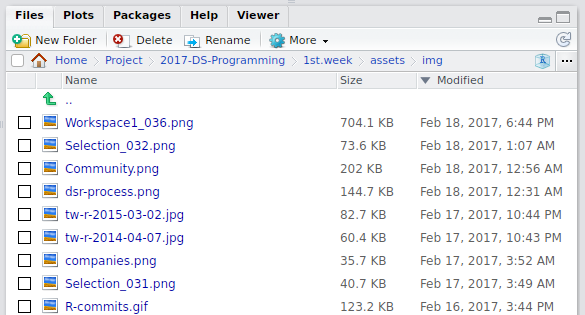 Files Plots Packages Help Viewer
New Folder Delete Rename More
Home Project 2017-DS-Programming 1st.week assets img R ...
Name Size Modified
..
Workspace1_036.png 704.1 KB Feb 18, 2017, 6:44 PM
Selection_032.png 73.6 KB Feb 18, 2017, 1:07 AM
Community.png 202 KB Feb 18, 2017, 12:56 AM
dsr-process.png 144.7 KB Feb 18, 2017, 12:31 AM
tw-r-2015-03-02.jpg 82.7 KB Feb 17, 2017, 10:44 PM
tw-r-2014-04-07.jpg 60.4 KB Feb 17, 2017, 10:43 PM
companies.png 35.7 KB Feb 17, 2017, 3:52 AM
Selection_031.png 40.7 KB Feb 17, 2017, 3:49 AM
R-commits.gif 123.2 KB Feb 16, 2017, 3:44 PM